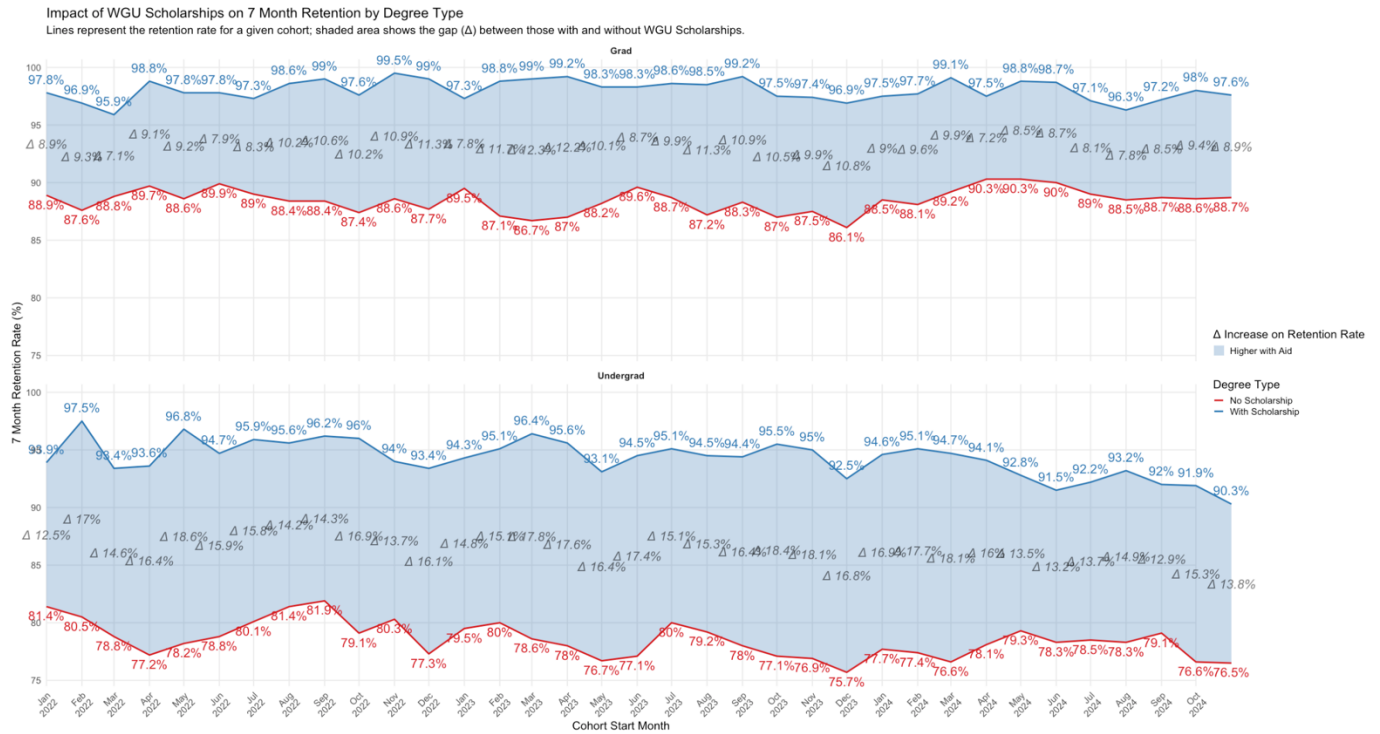 Impact of WGU Scholarships on 7 Month Retention by Degree Type
Lines represent the retention rate for a given cohort; shaded area shows the gap (Δ) between those with and without WGU Scholarships.
Grad
100
95
90
85
80
75
97.8% 96.9% 95.9% 98.8% 97.8% 97.8% 97.3% 98.6% 99% 97.6% 99.5% 99% 97.3% 98.8% 99% 99.2% 98.3% 98.3% 98.6% 98.5% 99.2% 97.5% 97.4% 96.9% 97.5% 97.7% 99.1% 97.5% 98.8% 98.7% 97.1% 96.3% 97.2% 98% 97.6%
Δ 8.9% Δ 9.3% Δ 7.1% Δ 9.1% Δ 9.2% Δ 7.9% Δ 8.3% Δ 10.2% Δ 10.6% Δ 10.2% Δ 10.9% Δ 11.3% Δ 7.8% Δ 11.7% Δ 12.3% Δ 12.2% Δ 10.1% Δ 8.7% Δ 9.9% Δ 11.3% Δ 10.9% Δ 10.5% Δ 9.9% Δ 10.8% Δ 9% Δ 9.6% Δ 9.9% Δ 7.2% Δ 8.5% Δ 8.7% Δ 8.1% Δ 7.8% Δ 8.5% Δ 9.4% Δ 8.9%
88.9% 87.6% 88.8% 89.7% 88.6% 89.9% 89% 88.4% 88.4% 87.4% 88.6% 87.7% 89.5% 87.1% 86.7% 87% 88.2% 89.6% 88.7% 87.2% 88.3% 87% 87.5% 86.1% 88.5% 88.1% 89.2% 90.3% 90.3% 90% 89% 88.5% 88.7% 88.6% 88.7%
7 Month Retention Rate (%)
Undergrad
100
95
90
85
80
75
93.9% 97.5% 93.4% 93.6% 96.8% 94.7% 95.9% 95.6% 96.2% 96% 94% 93.4% 94.3% 95.1% 96.4% 95.6% 93.1% 94.5% 95.1% 94.5% 94.4% 95.5% 95% 92.5% 94.6% 95.1% 94.7% 94.1% 92.8% 91.5% 92.2% 93.2% 92% 91.9% 90.3%
Δ 12.5% Δ 17% Δ 14.6% Δ 16.4% Δ 18.6% Δ 15.9% Δ 15.8% Δ 14.2% Δ 14.3% Δ 16.9% Δ 13.7% Δ 16.1% Δ 14.8% Δ 15.1% Δ 17.8% Δ 17.6% Δ 16.4% Δ 17.4% Δ 15.1% Δ 15.3% Δ 16.4% Δ 18.4% Δ 18.1% Δ 16.8% Δ 16.9% Δ 17.7% Δ 18.1% Δ 16% Δ 13.5% Δ 13.2% Δ 13.7% Δ 14.9% Δ 12.9% Δ 15.3% Δ 13.8%
81.4% 80.5% 78.8% 77.2% 78.2% 78.8% 80.1% 81.4% 81.9% 79.1% 80.3% 77.3% 79.5% 80% 78.6% 78% 76.7% 77.1% 80% 79.2% 78% 77.1% 76.9% 75.7% 77.7% 77.4% 76.6% 78.1% 79.3% 78.3% 78.5% 78.3% 79.1% 76.6% 76.5%
Jan 2022 Feb 2022 Mar 2022 Apr 2022 May 2022 Jun 2022 Jul 2022 Aug 2022 Sep 2022 Oct 2022 Nov 2022 Dec 2022 Jan 2023 Feb 2023 Mar 2023 Apr 2023 May 2023 Jun 2023 Jul 2023 Aug 2023 Sep 2023 Oct 2023 Nov 2023 Dec 2023 Jan 2024 Feb 2024 Mar 2024 Apr 2024 May 2024 Jun 2024 Jul 2024 Aug 2024 Sep 2024 Oct 2024
Cohort Start Month
Δ Increase on Retention Rate
Higher with Aid
Degree Type
No Scholarship
With Scholarship